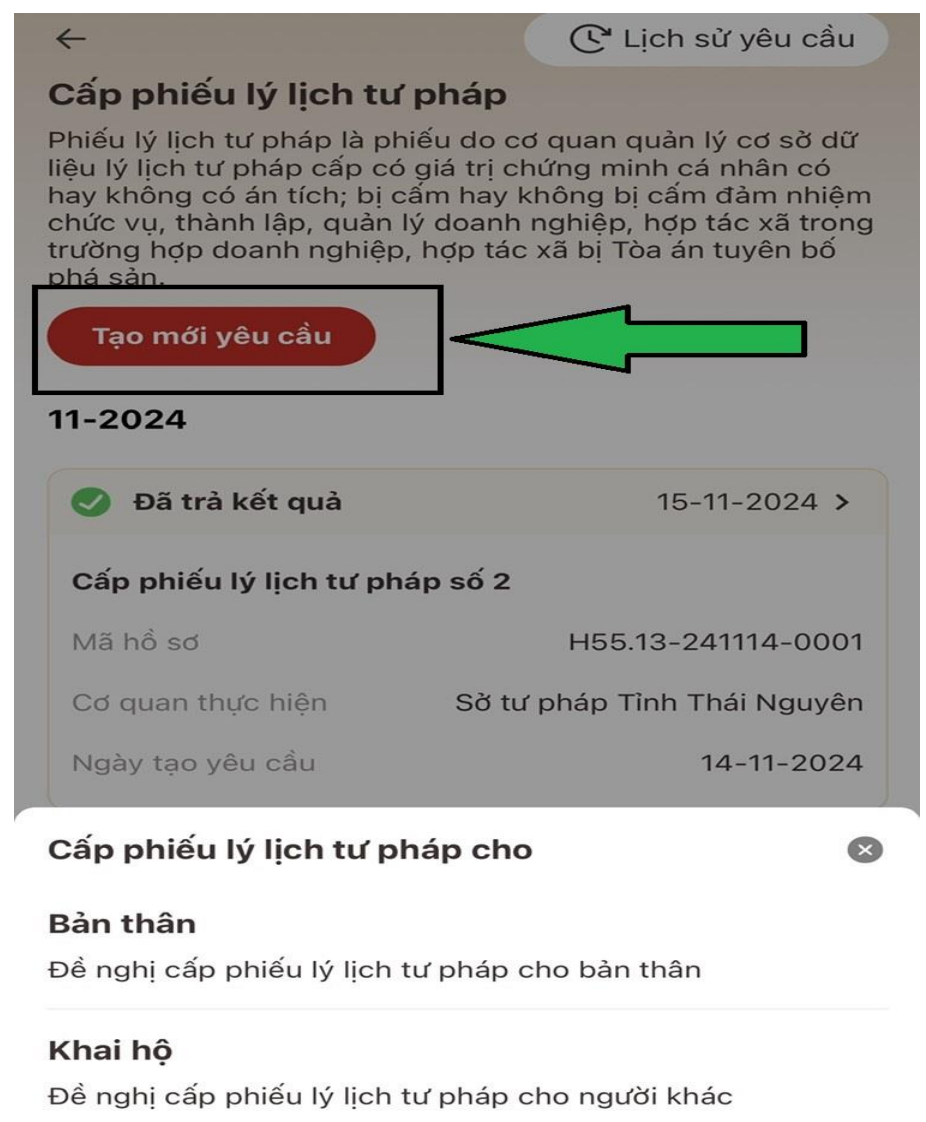 Lịch sử yêu cầu
Cấp phiếu lý lịch tư pháp
Phiếu lý lịch tư pháp là phiếu do cơ quan quản lý cơ sở dữ
liệu lý lịch tư pháp cấp có giá trị chứng minh cá nhân có
hay không có án tích; bị cấm hay không bị cấm đảm nhiệm
chức vụ, thành lập, quản lý doanh nghiệp, hợp tác xã trong
trường hợp doanh nghiệp, hợp tác xã bị Tòa án tuyên bố
phá sản.
Tạo mới yêu cầu
11-2024
Đã trả kết quả 15-11-2024
Cấp phiếu lý lịch tư pháp số 2
Mã hồ sơ H55.13-241114-0001
Cơ quan thực hiện Sở tư pháp Tỉnh Thái Nguyên
Ngày tạo yêu cầu 14-11-2024
Cấp phiếu lý lịch tư pháp cho
Bản thân
Đề nghị cấp phiếu lý lịch tư pháp cho bản thân
Khai hộ
Đề nghị cấp phiếu lý lịch tư pháp cho người khác